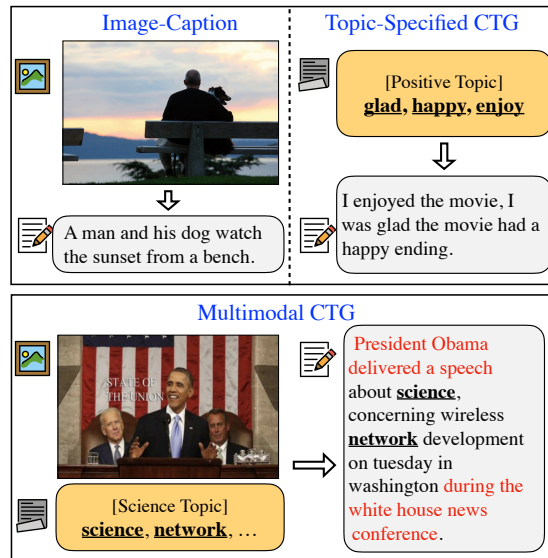 Image-Caption
Topic-Specified CTG
[Positive Topic]
glad, happy, enjoy
A man and his dog watch
the sunset from a bench.
I enjoyed the movie, I
was glad the movie had a
happy ending.
Multimodal CTG
STATE OF
THE UNION
[Science Topic]
science, network, …
President Obama
delivered a speech
about science,
concerning wireless
network development
on tuesday in
washington during the
white house news
conference.